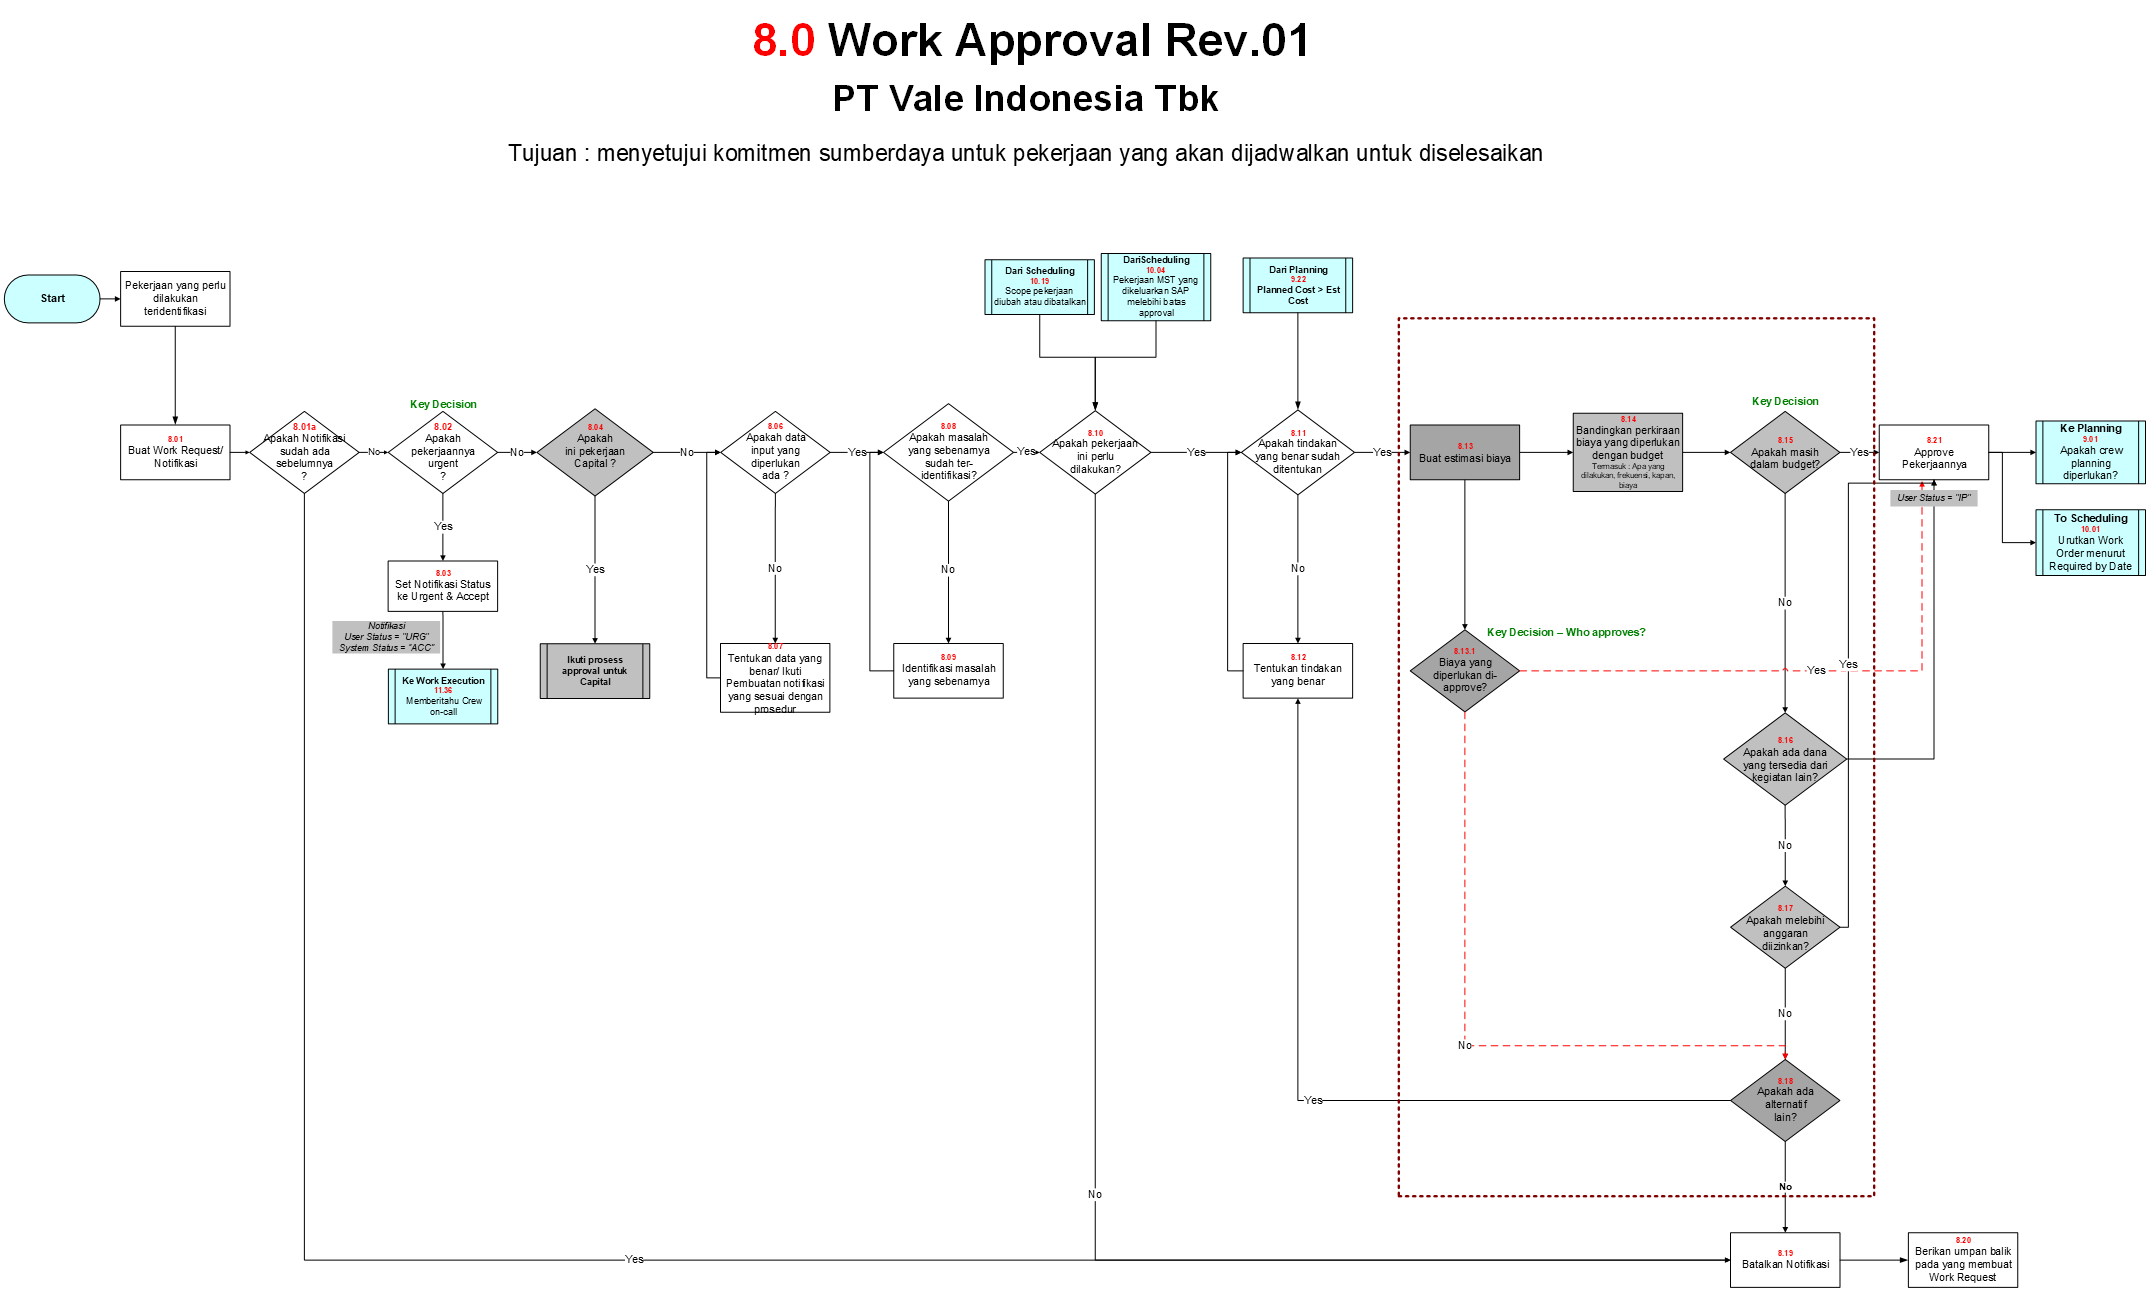 8.0 Work Approval Rev.01
PT Vale Indonesia Tbk
Tujuan : menyetujui komitmen sumberdaya untuk pekerjaan yang akan dijadwalkan untuk diselesaikan
Start
Pekerjaan yang perlu
dilakukan
teridentifikasi
8.01
Buat Work Request/
Notifikasi
8.01a
Apakah Notifikasi
sudah ada
sebelumnya
?
No
Yes
Key Decision
8.02
Apakah
pekerjaannya
urgent
?
No
Yes
8.03
Set Notifikasi Status
ke Urgent & Accept
Notifikasi
User Status = "URG"
System Status = "ACC"
Ke Work Execution
11.36
Memberitahu Crew
on-call
8.04
Apakah
ini pekerjaan
Capital ?
No
Yes
Ikuti prosess
approval untuk
Capital
8.06
Apakah data
input yang
diperlukan
ada ?
Yes
No
8.07
Tentukan data yang
benar/ Ikuti
Pembuatan notifikasi
yang sesuai dengan
prosedur
8.08
Apakah masalah
yang sebenarnya
sudah ter-
identifikasi?
Yes
No
8.09
Identifikasi masalah
yang sebenarnya
Dari Scheduling
10.19
Scope pekerjaan
diubah atau dibatalkan
DariScheduling
10.04
Pekerjaan MST yang
dikeluarkan SAP
melebihi batas
approval
8.10
Apakah pekerjaan
ini perlu
dilakukan?
Yes
No
Dari Planning
9.22
Planned Cost > Est
Cost
8.11
Apakah tindakan
yang benar sudah
ditentukan
Yes
No
8.12
Tentukan tindakan
yang benar
8.13
Buat estimasi biaya
8.14
Bandingkan perkiraan
biaya yang diperlukan
dengan budget
Termasuk : Apa yang
dilakukan, frekuensi, kapan,
biaya
Key Decision
8.15
Apakah masih
dalam budget?
Yes
No
Key Decision – Who approves?
8.13.1
Biaya yang
diperlukan di-
approve?
Yes
No
8.16
Apakah ada dana
yang tersedia dari
kegiatan lain?
Yes
No
8.17
Apakah melebihi
anggaran
diizinkan?
No
8.18
Apakah ada
alternatif
lain?
Yes
No
8.19
Batalkan Notifikasi
8.20
Berikan umpan balik
pada yang membuat
Work Request
8.21
Approve
Pekerjaannya
User Status = "IP"
Ke Planning
9.01
Apakah crew
planning
diperlukan?
To Scheduling
10.01
Urutkan Work
Order menurut
Required by Date